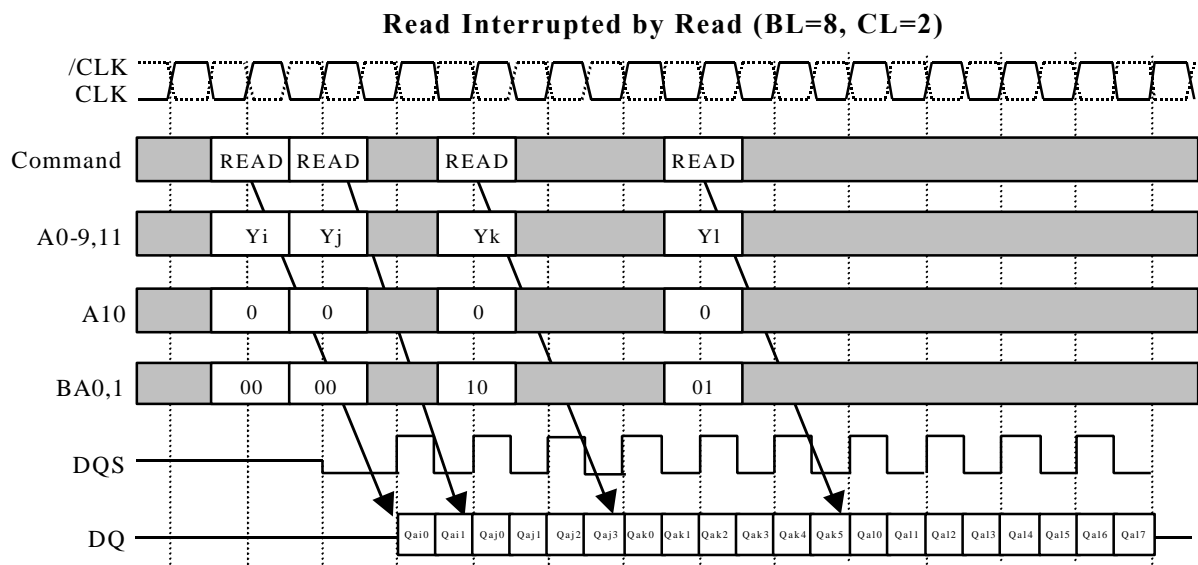 Read Interrupted by Read (BL=8, CL=2)
/CLK
CLK
Command READ READ READ READ
A0-9,11 Yi Yj Yk Yl
A10 0 0 0 0
BA0,1 00 00 10 01
DQS
DQ Qai0 Qai1 Qaj0 Qaj1 Qaj2 Qaj3 Qak0 Qak1 Qak2 Qak3 Qak4 Qak5 Qal0 Qal1 Qal2 Qal3 Qal4 Qal5 Qal6 Qal7